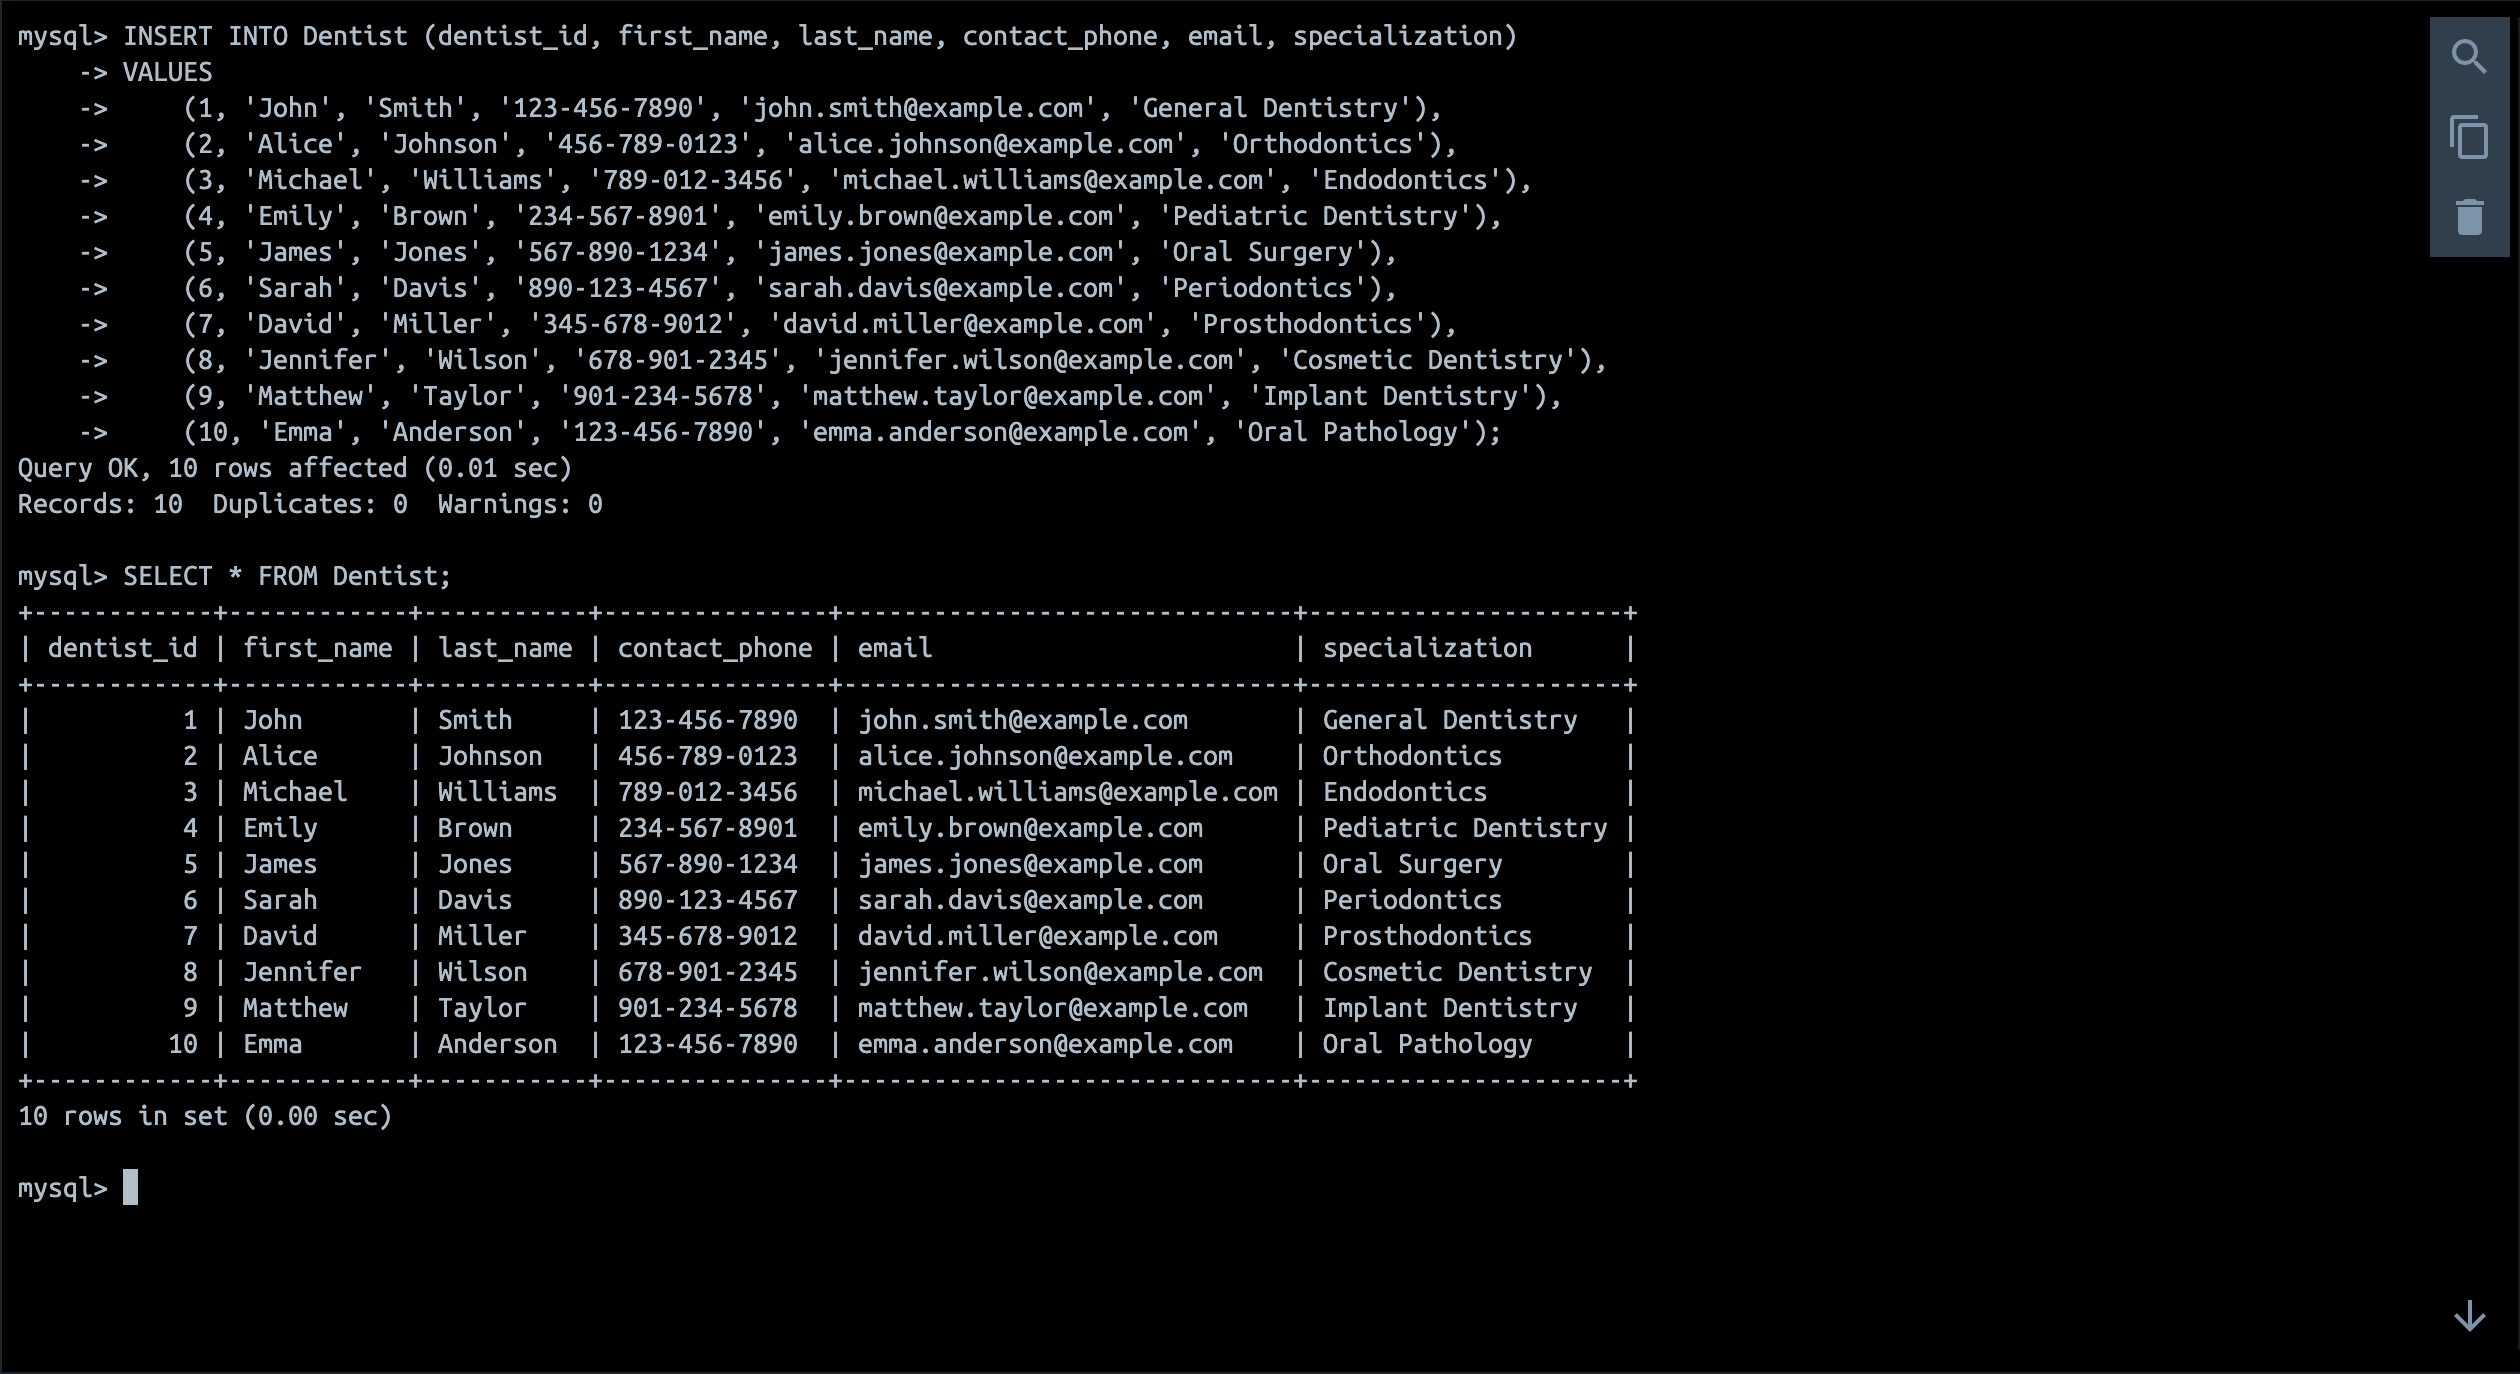 mysql> INSERT INTO Dentist (dentist_id, first_name, last_name, contact_phone, email, specialization)
    -> VALUES
    ->     (1, 'John', 'Smith', '123-456-7890', 'john.smith@example.com', 'General Dentistry'),
    ->     (2, 'Alice', 'Johnson', '456-789-0123', 'alice.johnson@example.com', 'Orthodontics'),
    ->     (3, 'Michael', 'Williams', '789-012-3456', 'michael.williams@example.com', 'Endodontics'),
    ->     (4, 'Emily', 'Brown', '234-567-8901', 'emily.brown@example.com', 'Pediatric Dentistry'),
    ->     (5, 'James', 'Jones', '567-890-1234', 'james.jones@example.com', 'Oral Surgery'),
    ->     (6, 'Sarah', 'Davis', '890-123-4567', 'sarah.davis@example.com', 'Periodontics'),
    ->     (7, 'David', 'Miller', '345-678-9012', 'david.miller@example.com', 'Prosthodontics'),
    ->     (8, 'Jennifer', 'Wilson', '678-901-2345', 'jennifer.wilson@example.com', 'Cosmetic Dentistry'),
    ->     (9, 'Matthew', 'Taylor', '901-234-5678', 'matthew.taylor@example.com', 'Implant Dentistry'),
    ->     (10, 'Emma', 'Anderson', '123-456-7890', 'emma.anderson@example.com', 'Oral Pathology');
Query OK, 10 rows affected (0.01 sec)
Records: 10  Duplicates: 0  Warnings: 0

mysql> SELECT * FROM Dentist;
+------------+------------+-----------+---------------+------------------------------+---------------------+
| dentist_id | first_name | last_name | contact_phone | email                        | specialization      |
+------------+------------+-----------+---------------+------------------------------+---------------------+
|          1 | John       | Smith     | 123-456-7890  | john.smith@example.com       | General Dentistry   |
|          2 | Alice      | Johnson   | 456-789-0123  | alice.johnson@example.com    | Orthodontics        |
|          3 | Michael    | Williams  | 789-012-3456  | michael.williams@example.com | Endodontics         |
|          4 | Emily      | Brown     | 234-567-8901  | emily.brown@example.com      | Pediatric Dentistry |
|          5 | James      | Jones     | 567-890-1234  | james.jones@example.com      | Oral Surgery        |
|          6 | Sarah      | Davis     | 890-123-4567  | sarah.davis@example.com      | Periodontics        |
|          7 | David      | Miller    | 345-678-9012  | david.miller@example.com     | Prosthodontics      |
|          8 | Jennifer   | Wilson    | 678-901-2345  | jennifer.wilson@example.com  | Cosmetic Dentistry  |
|          9 | Matthew    | Taylor    | 901-234-5678  | matthew.taylor@example.com   | Implant Dentistry   |
|         10 | Emma       | Anderson  | 123-456-7890  | emma.anderson@example.com    | Oral Pathology      |
+------------+------------+-----------+---------------+------------------------------+---------------------+
10 rows in set (0.00 sec)

mysql>